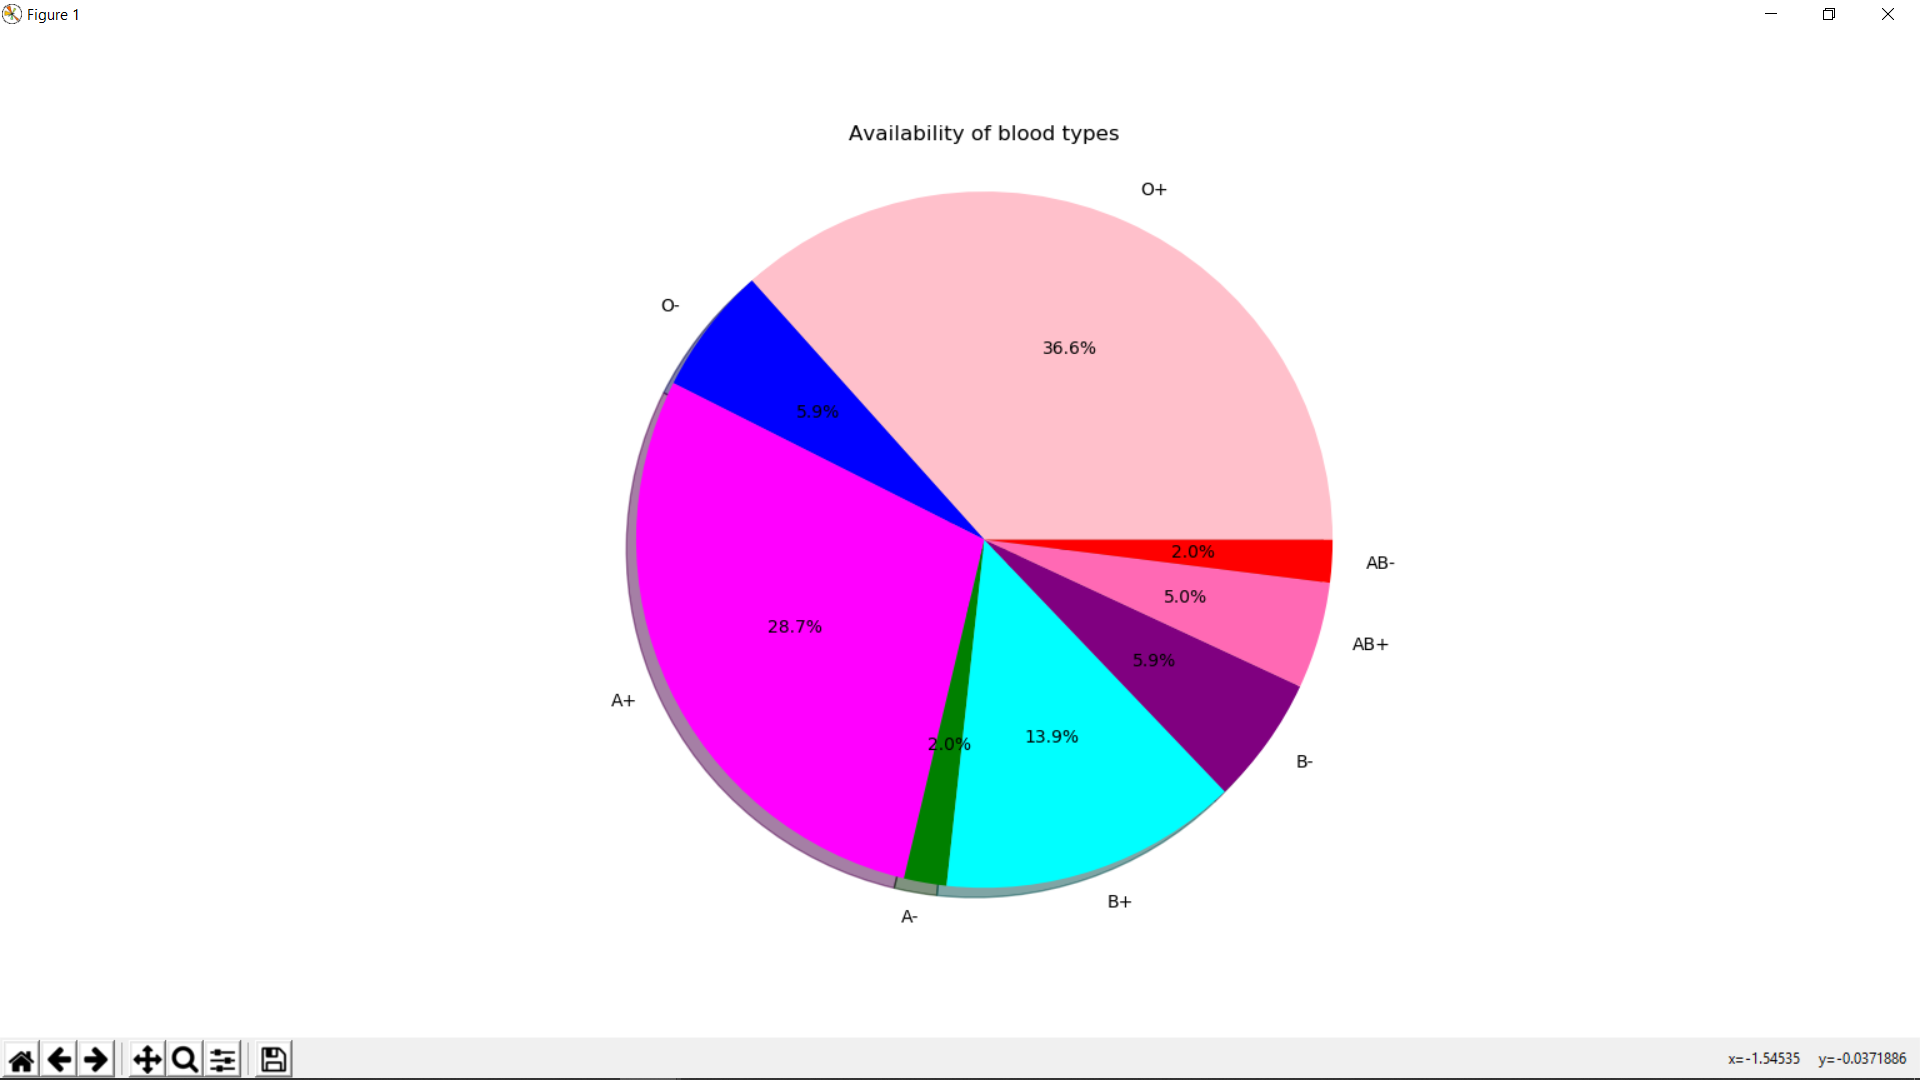 Figure 1
Availability of blood types
O+
O-
36.6%
5.9%
2.0%
AB-
5.0%
28.7%
AB+
5.9%
A+
13.9%
2.0%
B-
B+
A-
x=-1.54535 y=-0.0371886